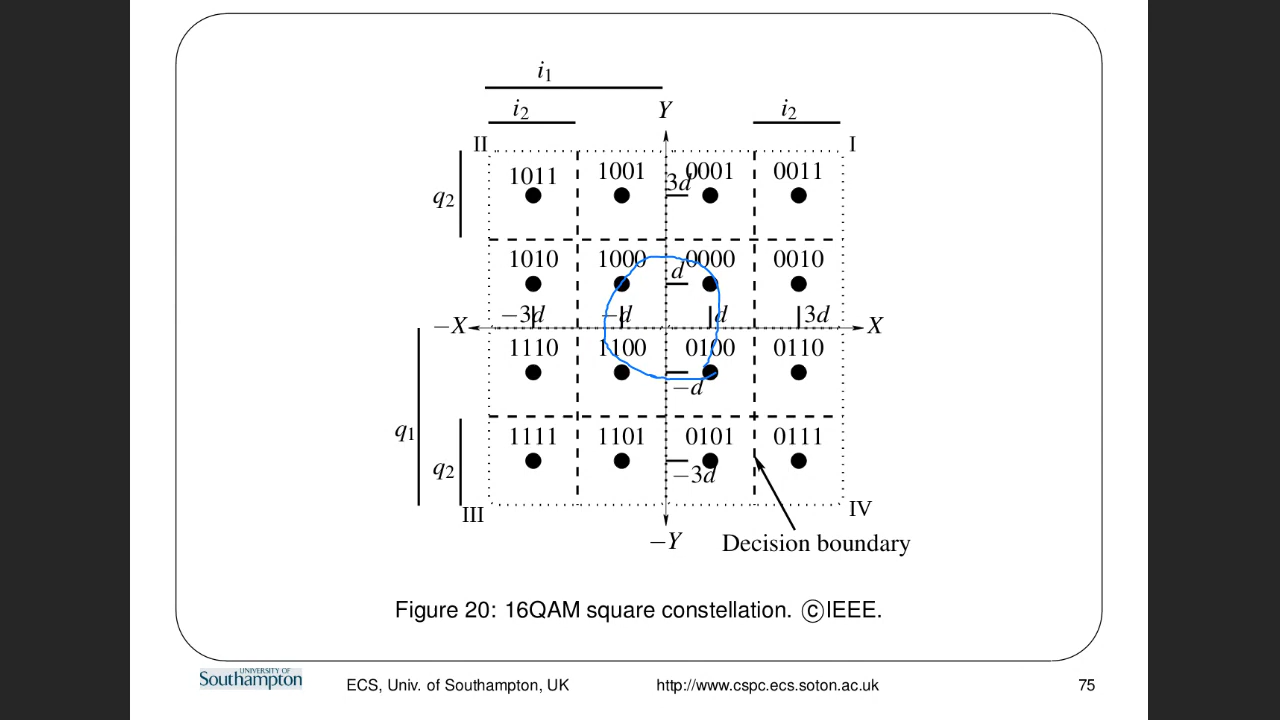 i₁
i₂ Y i₂
II I
1011 1001 0001 0011
q₂ 3d
1010 1000 0000 0010
d
−3d −d d 3d
−X X
1110 1100 0100 0110
−d
q₁ 1111 1101 0101 0111
q₂ −3d
III IV
−Y Decision boundary
Figure 20: 16QAM square constellation. ©IEEE.
UNIVERSITY OF
Southampton ECS, Univ. of Southampton, UK http://www.cspc.ecs.soton.ac.uk 75